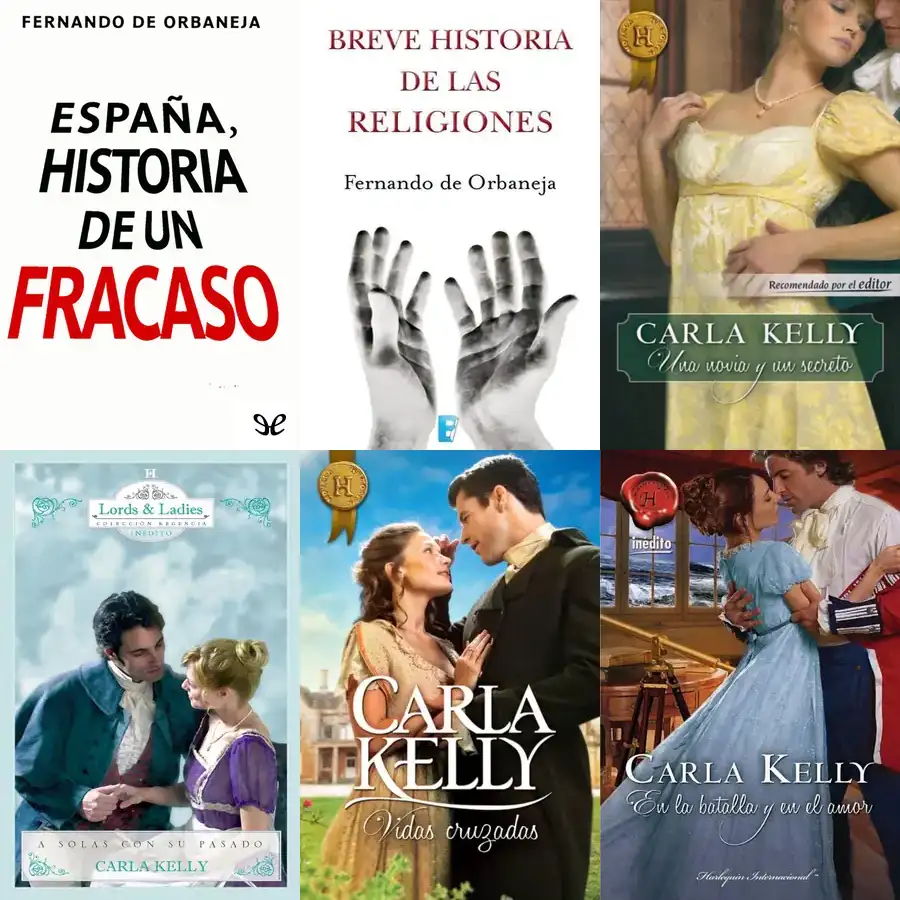 FERNANDO DE ORBANEJA
ESPAÑA,
HISTORIA
DE UN
FRACASO
BREVE HISTORIA
DE LAS
RELIGIONES
Fernando de Orbaneja
B
H
Recomendado por el editor
CARLA KELLY
Una novia y un secreto
H
Lords & Ladies
COLECCIÓN REGENCIA
INÉDITO
A SOLAS CON SU PASADO
CARLA KELLY
H
CARLA
KELLY
Vidas cruzadas
H
inédito
CARLA KELLY
En la batalla y en el amor
Harlequin Internacional™